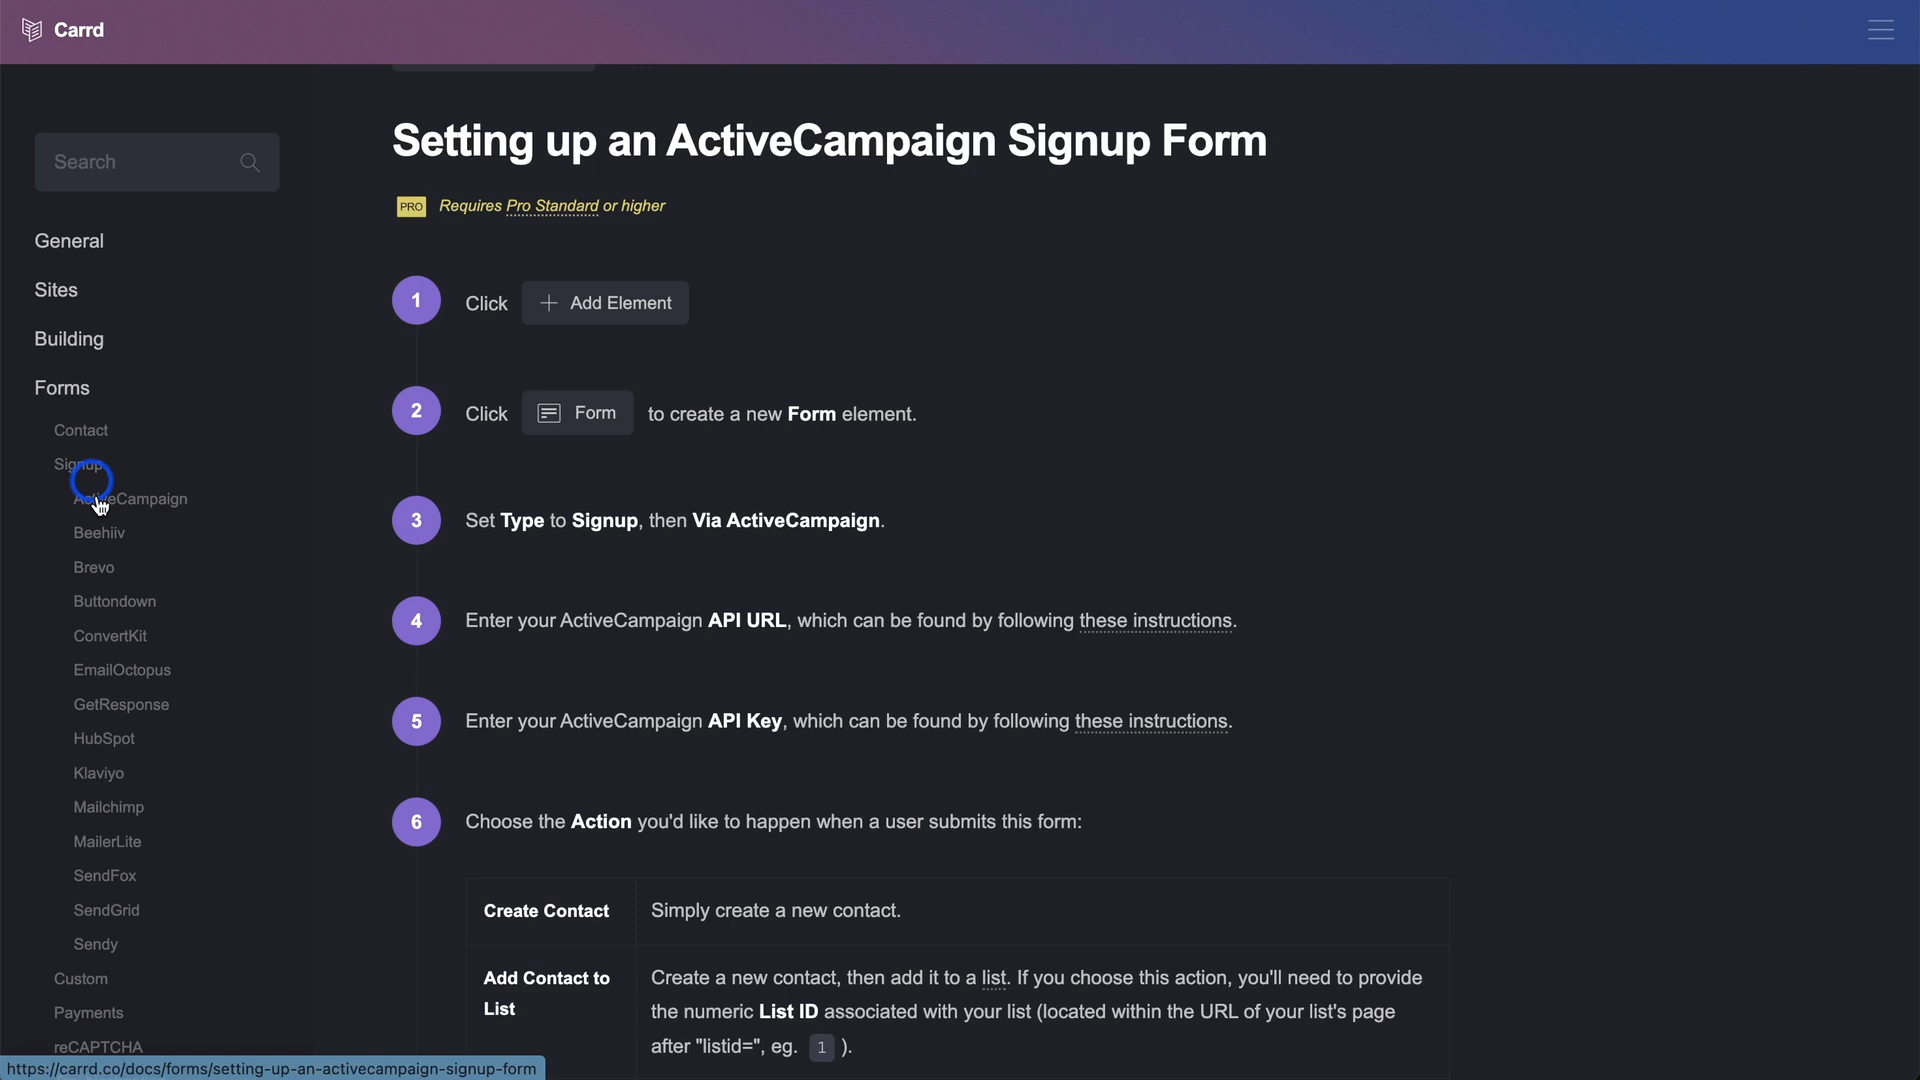 Carrd
Search
General
Sites
Building
Forms
Contact
Signup
ActiveCampaign
Beehiiv
Brevo
Buttondown
ConvertKit
EmailOctopus
GetResponse
HubSpot
Klaviyo
Mailchimp
MailerLite
SendFox
SendGrid
Sendy
Custom
Payments
reCAPTCHA
Setting up an ActiveCampaign Signup Form
PRO Requires Pro Standard or higher
1 Click + Add Element
2 Click Form to create a new Form element.
3 Set Type to Signup, then Via ActiveCampaign.
4 Enter your ActiveCampaign API URL, which can be found by following these instructions.
5 Enter your ActiveCampaign API Key, which can be found by following these instructions.
6 Choose the Action you'd like to happen when a user submits this form:
Create Contact Simply create a new contact.
Add Contact to List
Create a new contact, then add it to a list. If you choose this action, you'll need to provide
the numeric List ID associated with your list (located within the URL of your list's page
after "listid=", eg. 1 ).
https://carrd.co/docs/forms/setting-up-an-activecampaign-signup-form